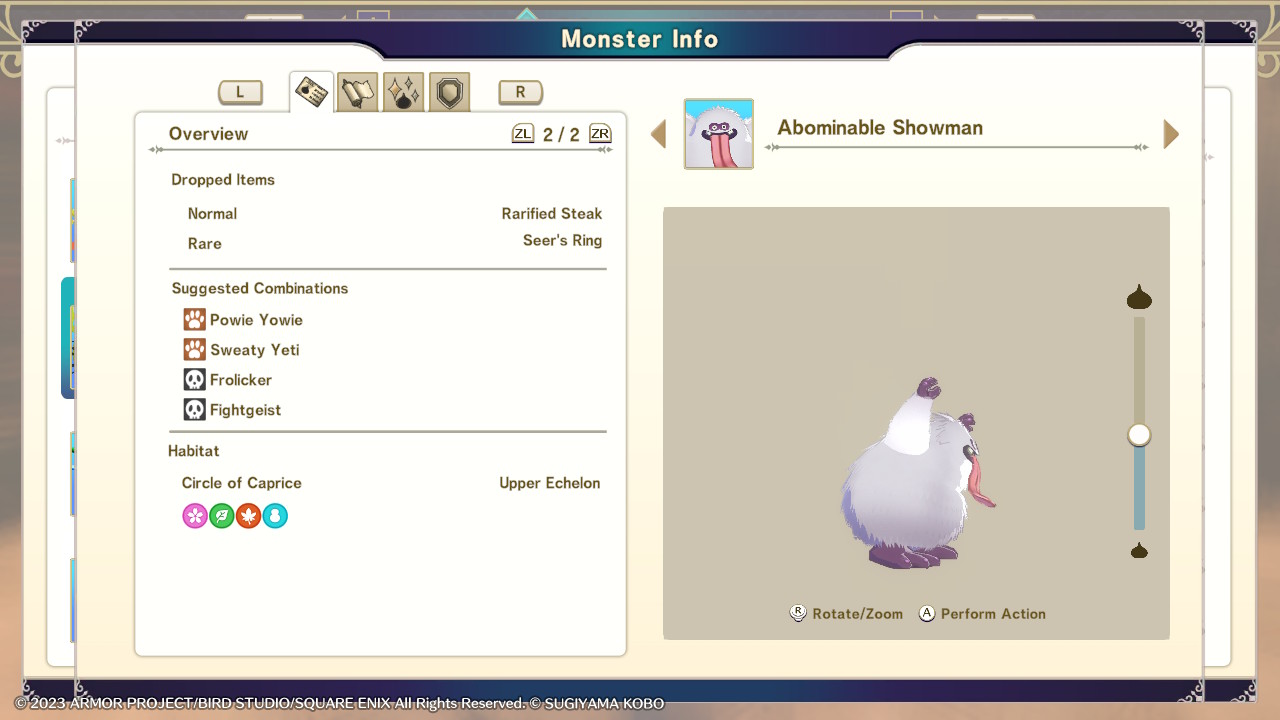 Monster Info
L
R
Overview
ZL 2 / 2 ZR
Dropped Items
Normal Rarified Steak
Rare Seer's Ring
Suggested Combinations
Powie Yowie
Sweaty Yeti
Frolicker
Fightgeist
Habitat
Circle of Caprice Upper Echelon
Abominable Showman
R Rotate/Zoom A Perform Action
© 2023 ARMOR PROJECT/BIRD STUDIO/SQUARE ENIX All Rights Reserved. © SUGIYAMA KOBO